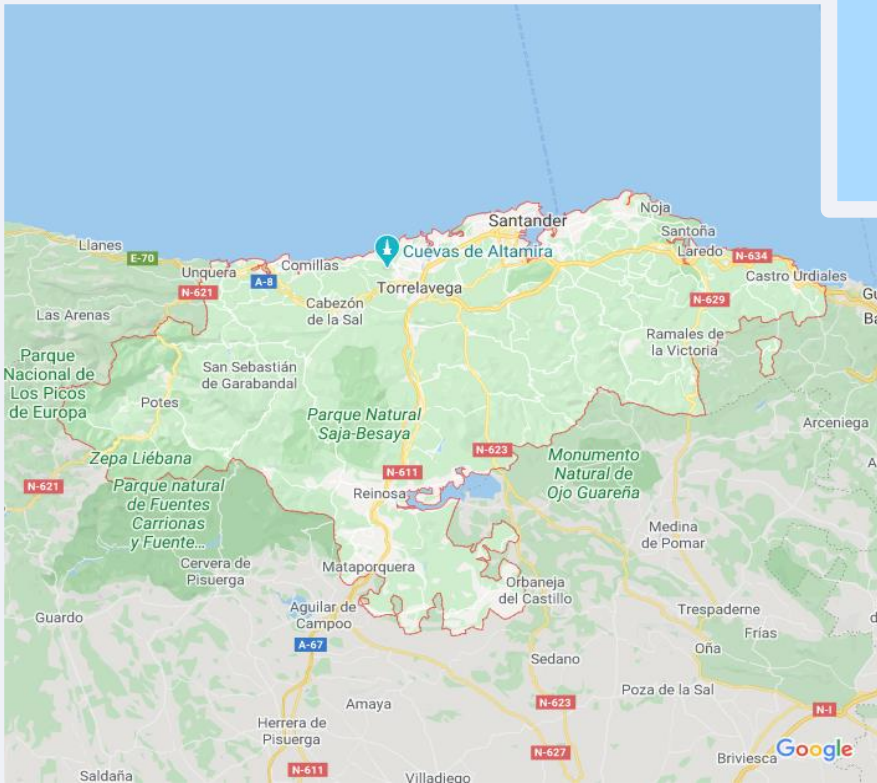 Noja
Santander
Santoña
Llanes
Cuevas de Altamira
Laredo
N-634
E-70
Comillas
Unquera
A-8
Castro Urdiales
N-621
Torrelavega
Gu
Cabezón
de la Sal
N-629
Las Arenas
Ba
Ramales de
la Victoria
Parque
Nacional de
Los Picos
de Europa
San Sebastián
de Garabandal
Potes
Parque Natural
Saja-Besaya
Arceniega
N-623
Zepa Liébana
Monumento
Natural de
Ojo Guareña
N-611
A
N-621
Parque natural
de Fuentes
Carrionas
y Fuente...
Reinosa
Medina
de Pomar
Cervera de
Pisuerga
Mataporquera
Orbaneja
del Castillo
Guardo
Aguilar de
Campoo
Trespaderne
d
Frías
A-67
Oña
Sedano
Poza de la Sal
Amaya
N-623
N-I
Herrera de
Pisuerga
N-627
Briviesca
Google
N-611
Saldaña
Villadiego